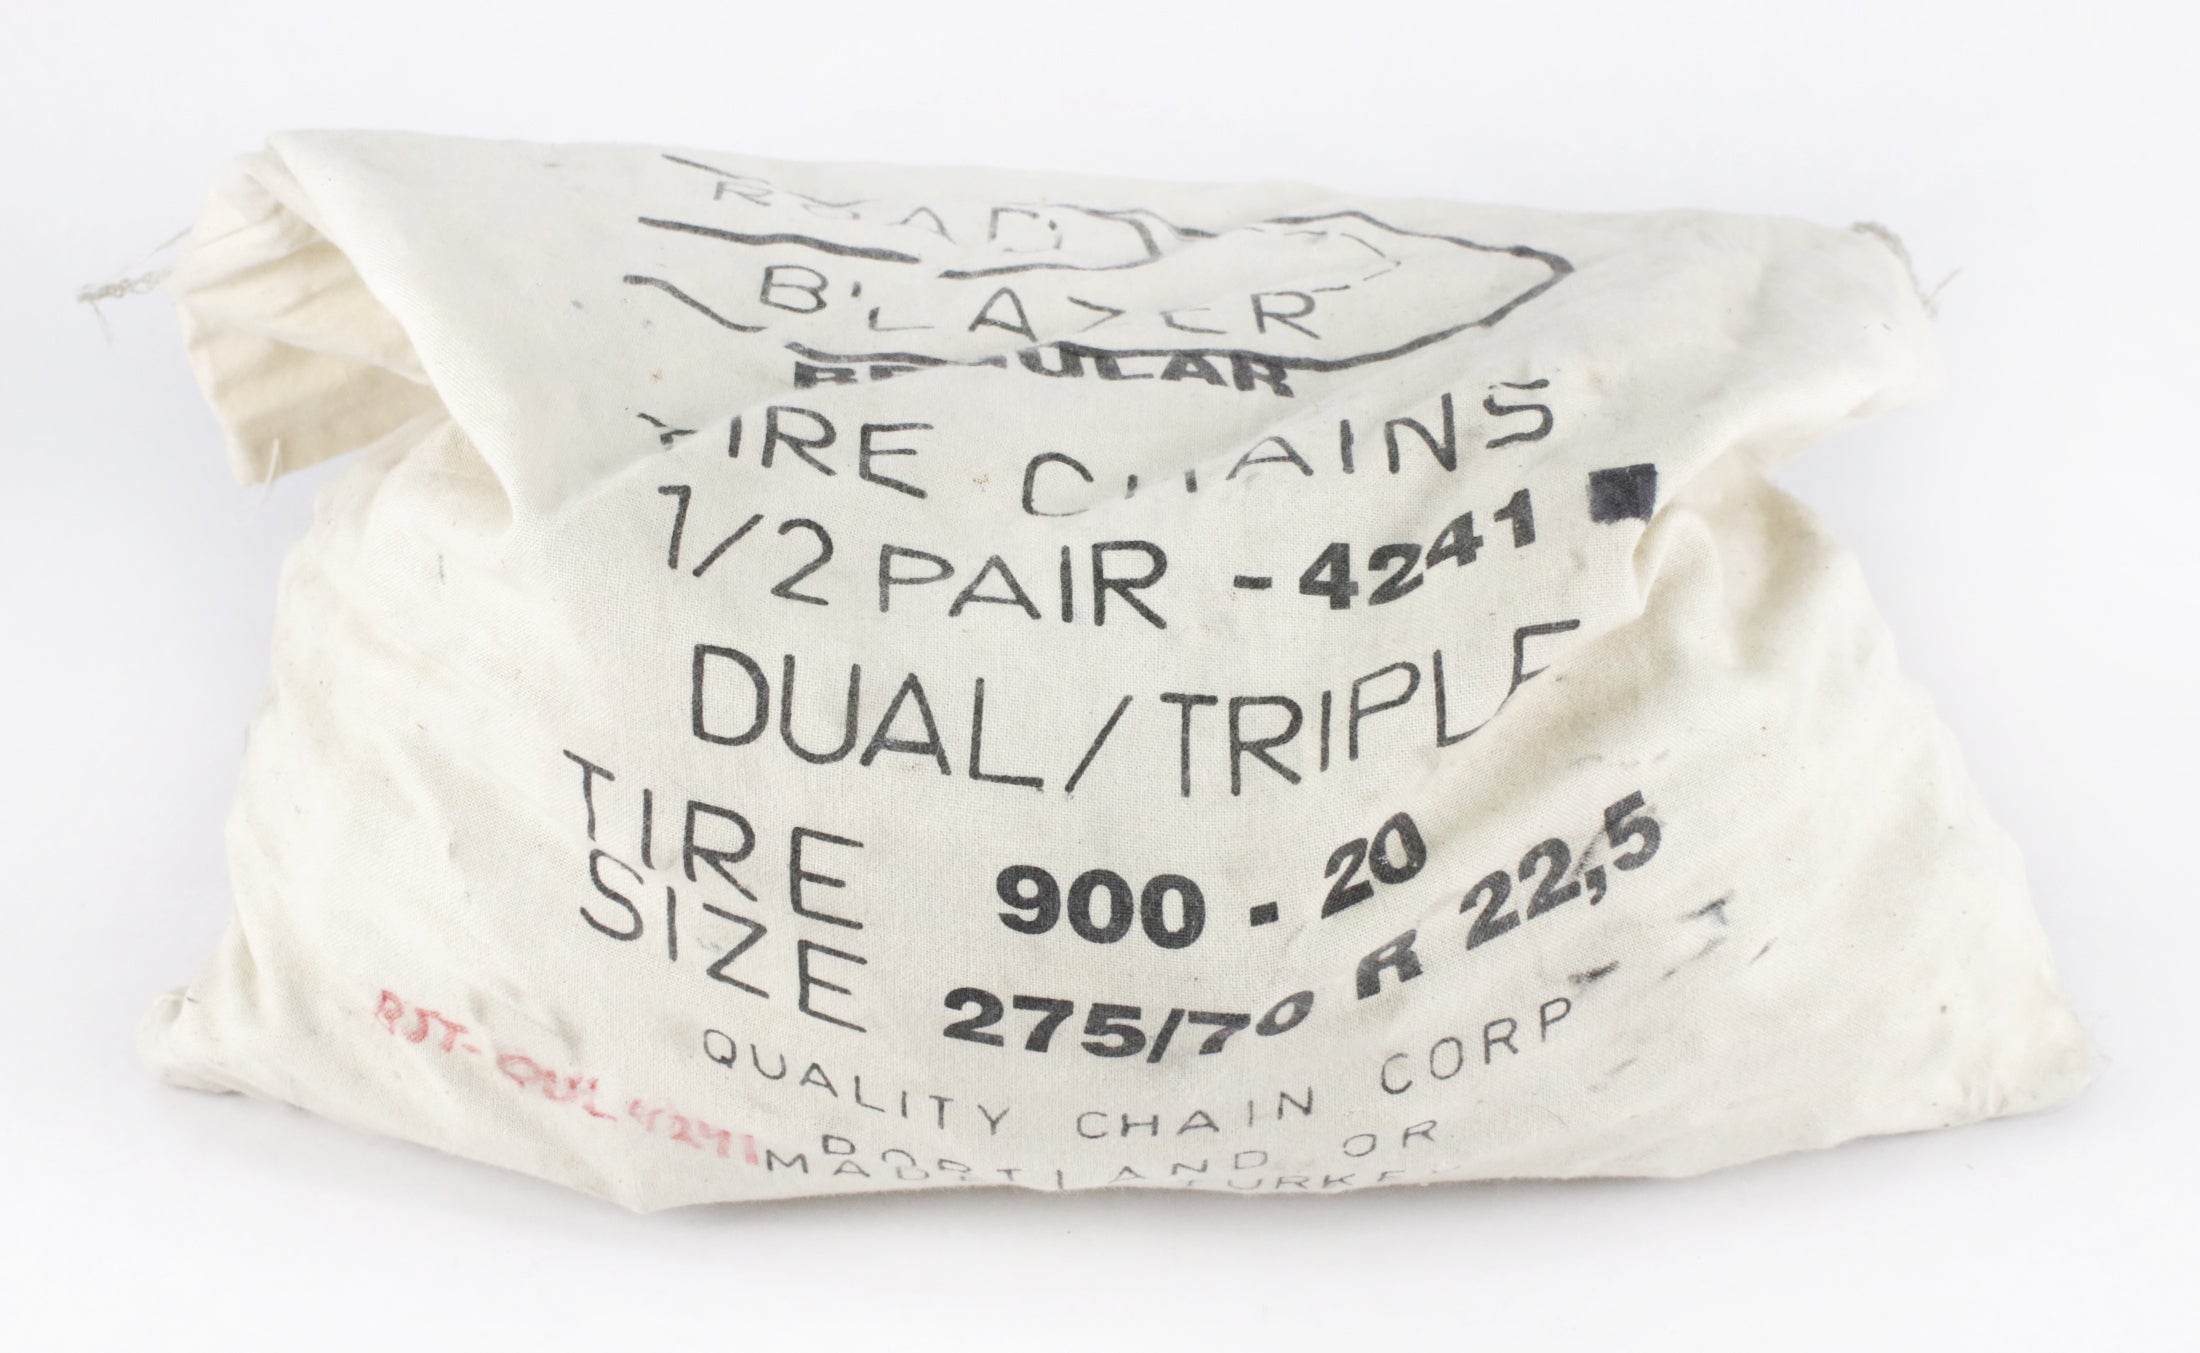 ROAD
BLAZER
REGULAR
TIRE CHAINS
1/2 PAIR - 4241
DUAL/TRIPLE
TIRE SIZE
900 - 20
275/70 R 22,5
QUALITY CHAIN CORP
PORTLAND OR
4241